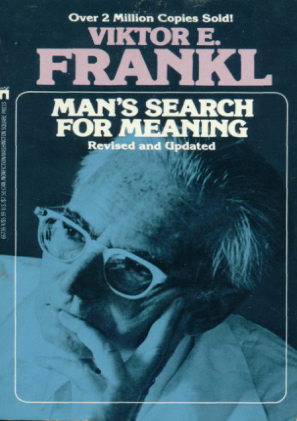 Over 2 Million Copies Sold!
VIKTOR E.
FRANKL
MAN'S SEARCH
FOR MEANING
Revised and Updated